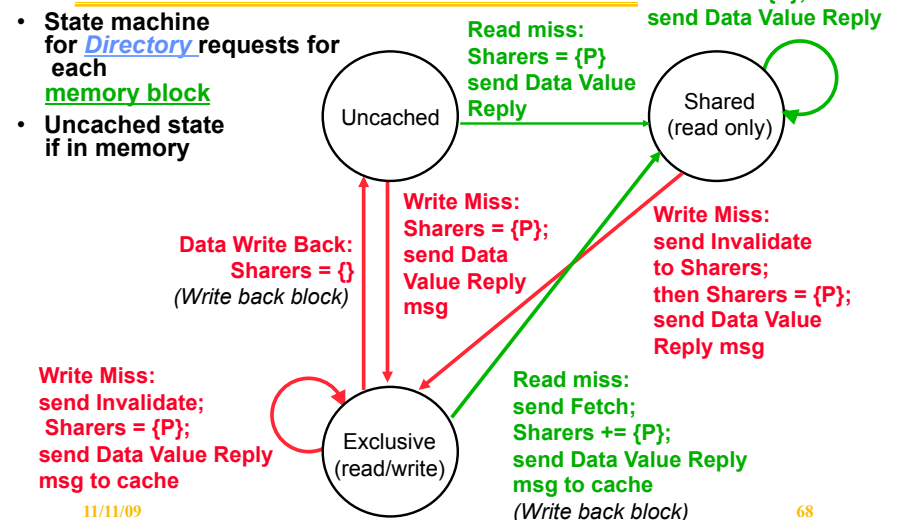 • State machine
for Directory requests for
each
memory block
• Uncached state
if in memory
send Data Value Reply
Read miss:
Sharers = {P}
send Data Value
Reply
Uncached
Shared
(read only)
Data Write Back:
Sharers = {}
(Write back block)
Write Miss:
Sharers = {P};
send Data
Value Reply
msg
Write Miss:
send Invalidate
to Sharers;
then Sharers = {P};
send Data Value
Reply msg
Write Miss:
send Invalidate;
Sharers = {P};
send Data Value Reply
msg to cache
Exclusive
(read/write)
Read miss:
send Fetch;
Sharers += {P};
send Data Value Reply
msg to cache
(Write back block)
11/11/09
68